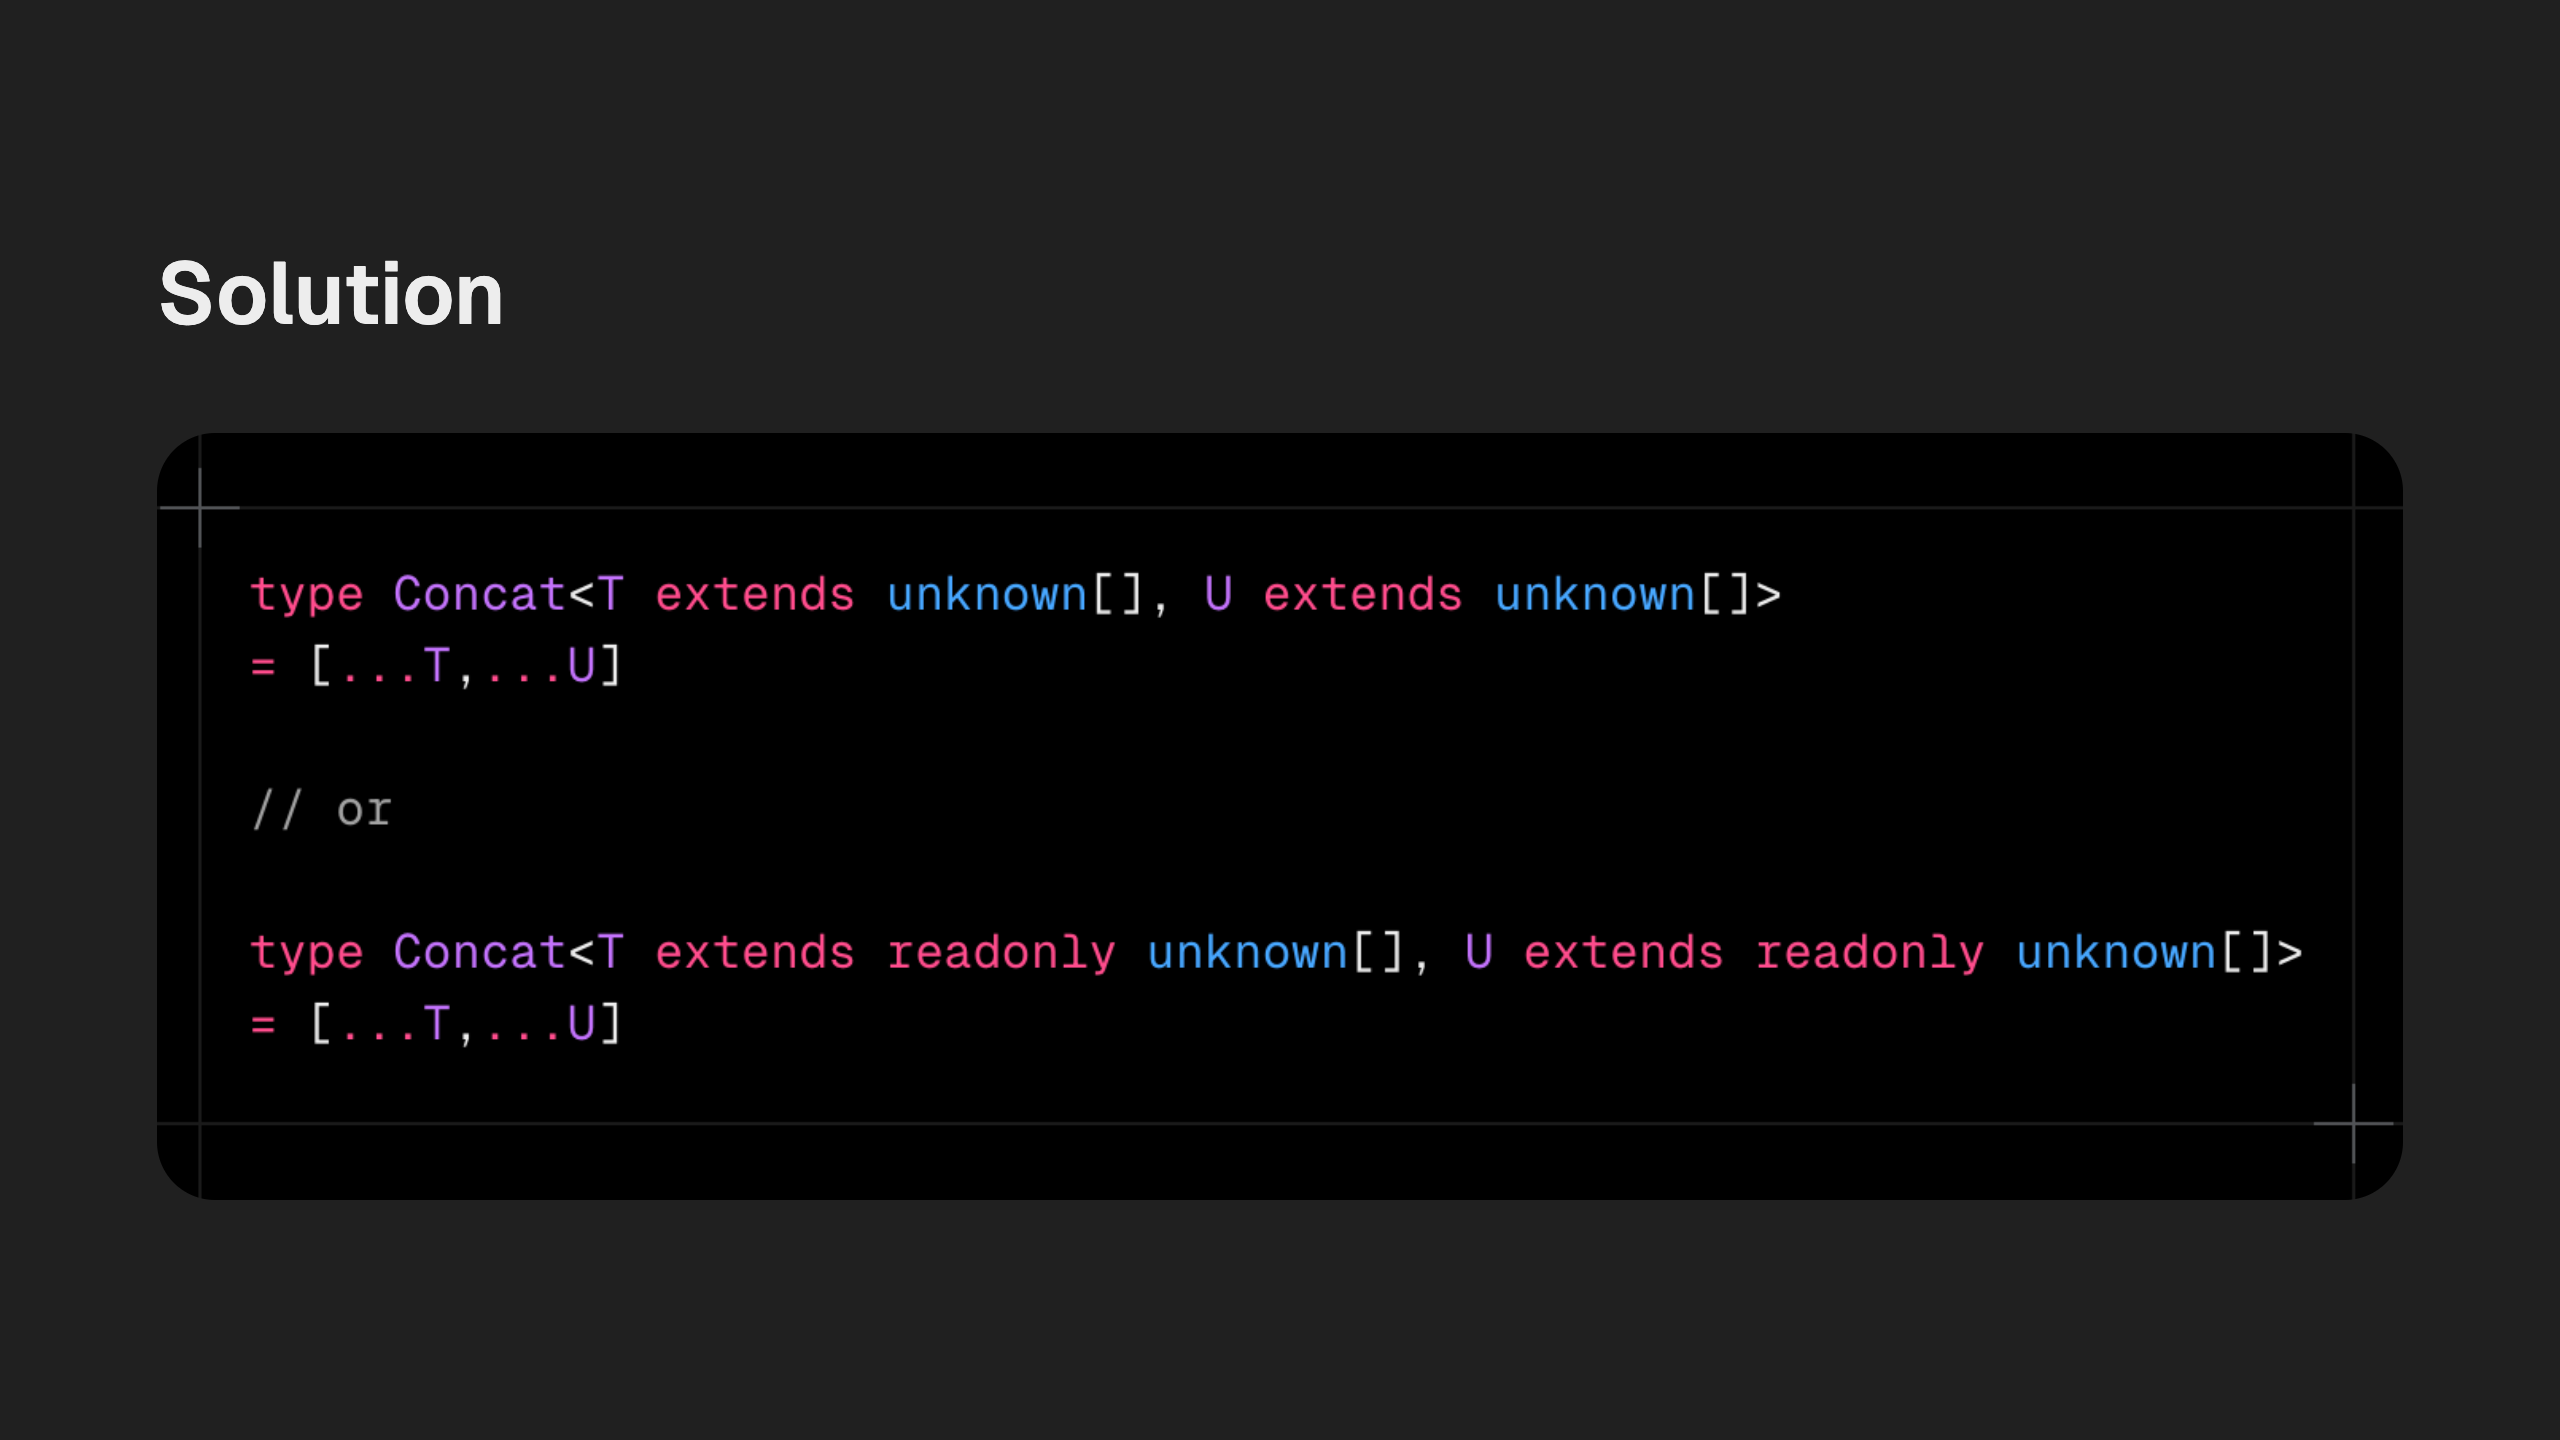 Solution
type Concat<T extends unknown[], U extends unknown[]>
= [...T,...U]
// or
type Concat<T extends readonly unknown[], U extends readonly unknown[]>
= [...T,...U]